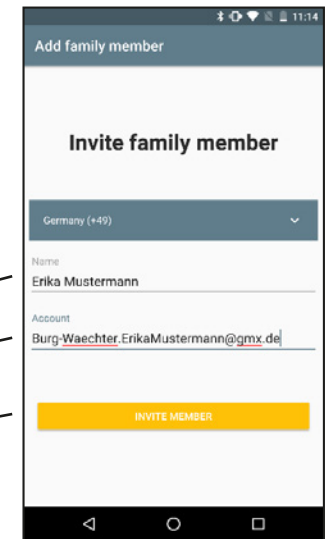 11:14
Add family member
Invite family member
Germany (+49)
Name
Erika Mustermann
Account
Burg-Waechter.ErikaMustermann@gmx.de
INVITE MEMBER